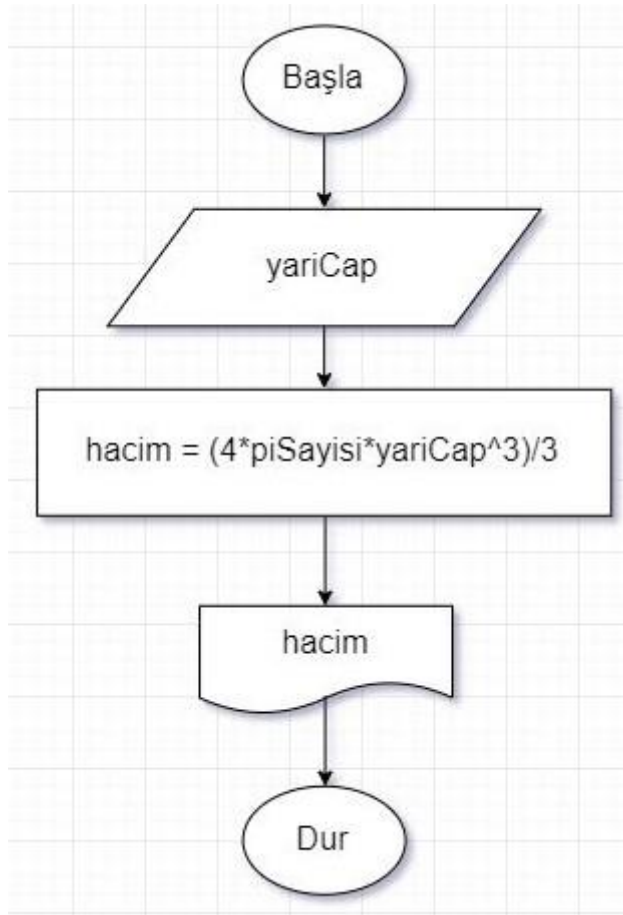 Başla
yariCap
hacim = (4*piSayisi*yariCap^3)/3
hacim
Dur